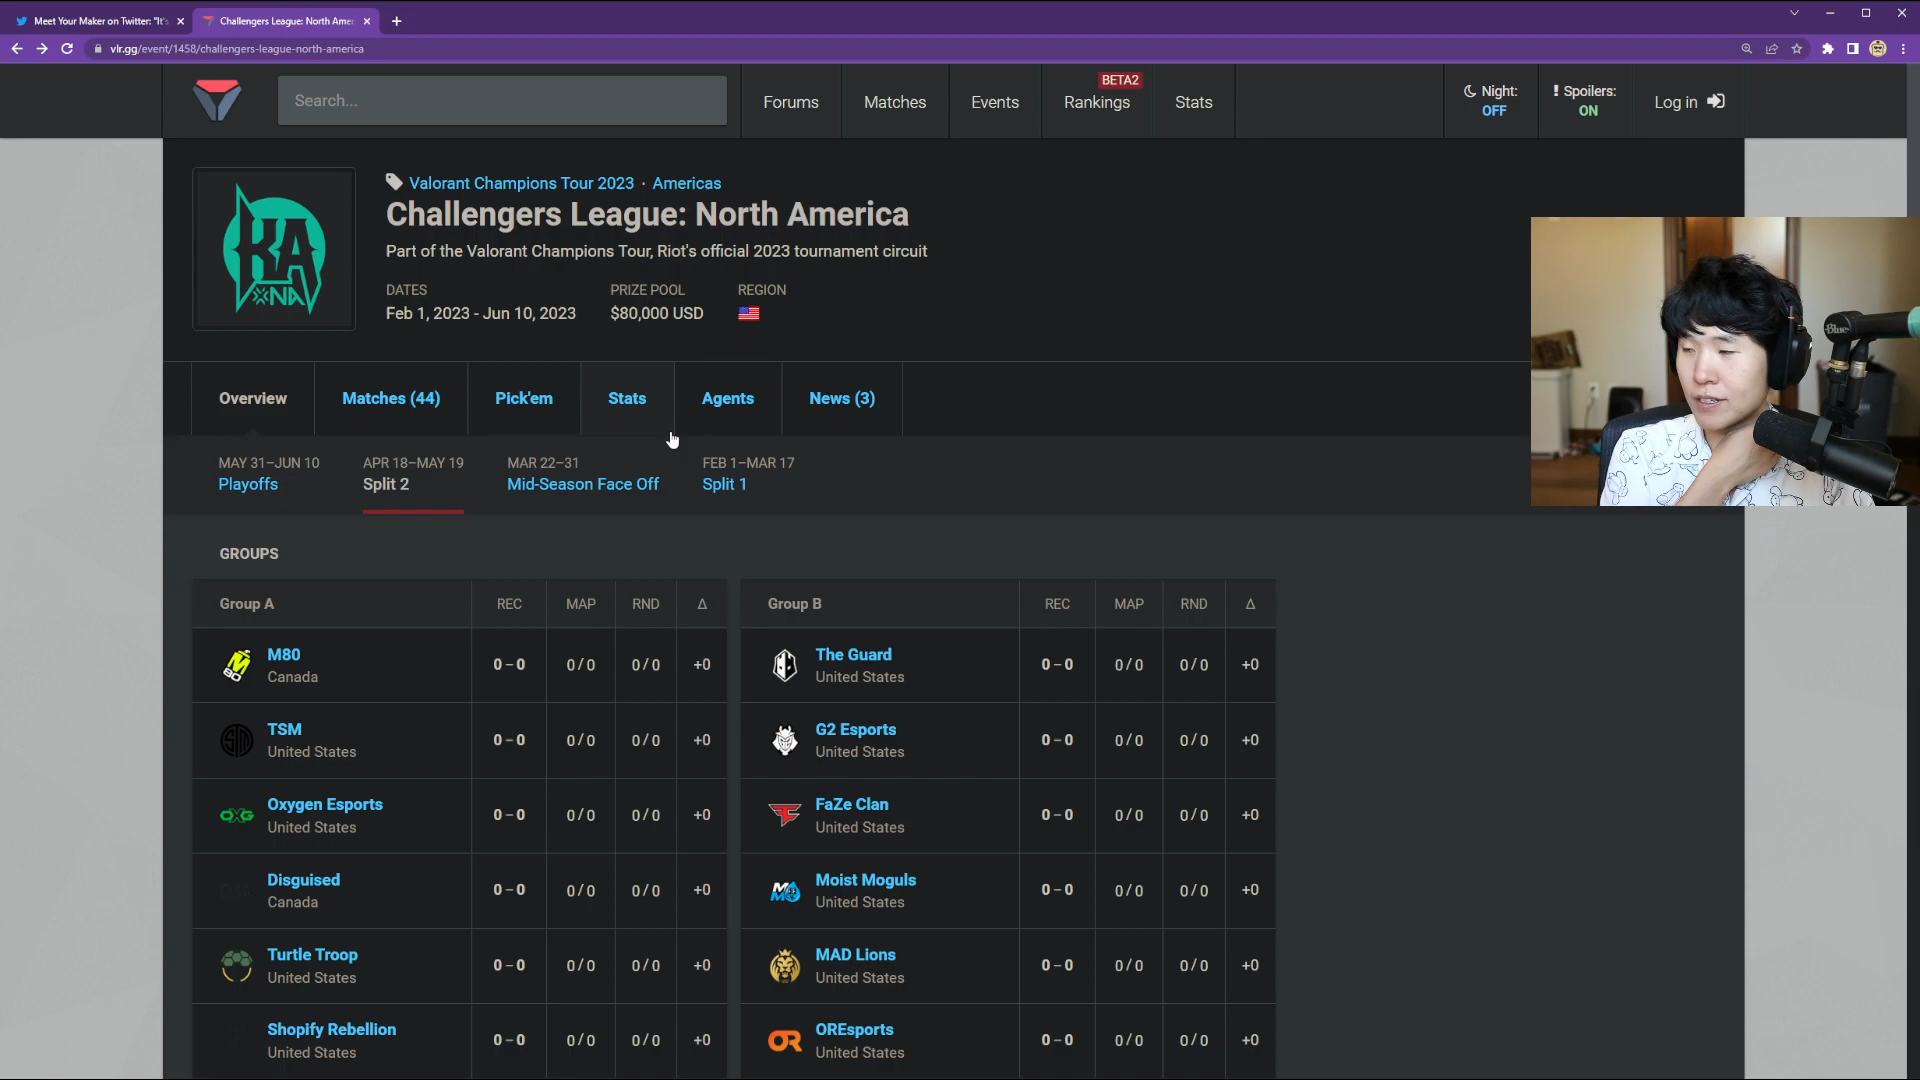 Meet Your Maker on Twitter: "It's
Challengers League: North Amer
vlr.gg/event/1458/challengers-league-north-america
Search...
Forums
Matches
Events
BETA2
Rankings
Stats
Night:
OFF
! Spoilers:
ON
Log in
KA
NA
Valorant Champions Tour 2023 · Americas
Challengers League: North America
Part of the Valorant Champions Tour, Riot's official 2023 tournament circuit
DATES PRIZE POOL REGION
Feb 1, 2023 - Jun 10, 2023 $80,000 USD
Overview Matches (44) Pick'em Stats Agents News (3)
MAY 31–JUN 10 APR 18–MAY 19 MAR 22–31 FEB 1–MAR 17
Playoffs Split 2 Mid-Season Face Off Split 1
Blue
GROUPS
Group A REC MAP RND Δ
M80 0–0 0/0 0/0 +0
Canada
TSM 0–0 0/0 0/0 +0
United States
Oxygen Esports 0–0 0/0 0/0 +0
United States
Disguised 0–0 0/0 0/0 +0
Canada
Turtle Troop 0–0 0/0 0/0 +0
United States
Shopify Rebellion 0–0 0/0 0/0 +0
United States
Group B REC MAP RND Δ
The Guard 0–0 0/0 0/0 +0
United States
G2 Esports 0–0 0/0 0/0 +0
United States
FaZe Clan 0–0 0/0 0/0 +0
United States
Moist Moguls 0–0 0/0 0/0 +0
United States
MAD Lions 0–0 0/0 0/0 +0
United States
OREsports 0–0 0/0 0/0 +0
United States